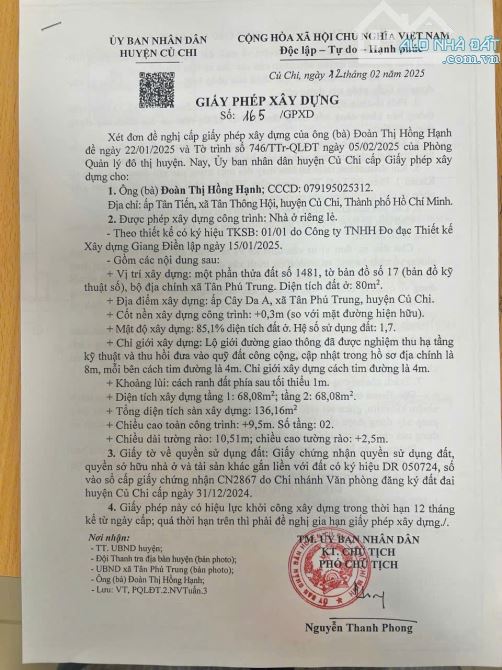 ỦY BAN NHÂN DÂN
HUYỆN CỦ CHI
CỘNG HÒA XÃ HỘI CHỦ NGHĨA VIỆT NAM
Độc lập – Tự do – Hạnh phúc
ALO NHÀ ĐẤT
Củ Chi, ngày 12 tháng 02 năm 2025
GIẤY PHÉP XÂY DỰNG
Số: 165 /GPXD
Xét đơn đề nghị cấp giấy phép xây dựng của ông (bà) Đoàn Thị Hồng Hạnh
đề ngày 22/01/2025 và Tờ trình số 746/TTr-QLĐT ngày 05/02/2025 của Phòng
Quản lý đô thị huyện. Nay, Ủy ban nhân dân huyện Củ Chi cấp Giấy phép xây
dựng cho:
1. Ông (bà) Đoàn Thị Hồng Hạnh; CCCD: 079195025312.
Địa chỉ: ấp Tân Tiến, xã Tân Thông Hội, huyện Củ Chi, Thành phố Hồ Chí Minh.
2. Được phép xây dựng công trình: Nhà ở riêng lẻ.
- Theo thiết kế có ký hiệu TKSB: 01/01 do Công ty TNHH Đo đạc Thiết kế
Xây dựng Giang Điền lập ngày 15/01/2025.
- Gồm các nội dung sau:
+ Vị trí xây dựng: một phần thửa đất số 1481, tờ bản đồ số 17 (bản đồ kỹ
thuật số), bộ địa chính xã Tân Phú Trung. Diện tích đất ở: 80m².
+ Địa điểm xây dựng: ấp Cây Da A, xã Tân Phú Trung, huyện Củ Chi.
+ Cốt nền xây dựng công trình: +0,3m (so với mặt đường hiện hữu).
+ Mật độ xây dựng: 85,1% diện tích đất ở. Hệ số sử dụng đất: 1,7.
+ Chỉ giới xây dựng: Lộ giới đường giao thông đã được nghiệm thu hạ tầng
kỹ thuật và thu hồi đưa vào quỹ đất công cộng, cập nhật trong hồ sơ địa chính là
8m, mỗi bên cách tim đường là 4m. Chỉ giới xây dựng cách tim đường là 4m.
+ Khoảng lùi: cách ranh đất phía sau tối thiểu 1m.
+ Diện tích xây dựng tầng 1: 68,08m²; tầng 2: 68,08m².
+ Tổng diện tích sàn xây dựng: 136,16m²
+ Chiều cao toàn công trình: +9,5m. Số tầng: 02.
+ Chiều dài tường rào: 10,51m; chiều cao tường rào: +2,5m.
3. Giấy tờ về quyền sử dụng đất: Giấy chứng nhận quyền sử dụng đất,
quyền sở hữu nhà ở và tài sản khác gắn liền với đất có ký hiệu DR 050724, số
vào sổ cấp giấy chứng nhận CN2867 do Chi nhánh Văn phòng đăng ký đất đai
huyện Củ Chi cấp ngày 31/12/2024.
4. Giấy phép này có hiệu lực khởi công xây dựng trong thời hạn 12 tháng
kể từ ngày cấp; quá thời hạn trên thì phải đề nghị gia hạn giấy phép xây dựng./.
Nơi nhận:
- TT. UBND huyện;
- Đội Thanh tra địa bàn huyện (bản photo);
- UBND xã Tân Phú Trung (bản photo);
- Ông (bà) Đoàn Thị Hồng Hạnh;
- Lưu: VT, PQLĐT.2.NVTuấn.3
TM. ỦY BAN NHÂN DÂN
KT. CHỦ TỊCH
PHÓ CHỦ TỊCH
Nguyễn Thanh Phong